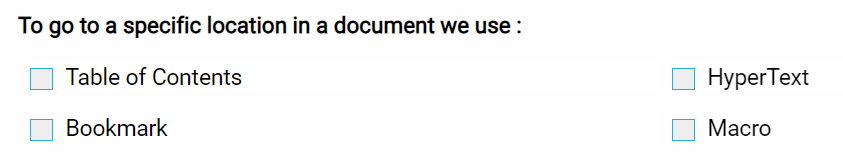 To go to a specific location in a document we use :
Table of Contents
HyperText
Bookmark
Macro